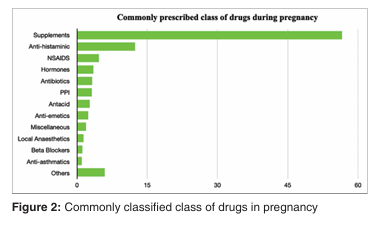 Commonly prescribed class of drugs during pregnancy
Supplements
Anti-histaminic
NSAIDS
Hormones
Antibiotics
PPI
Antacid
Anti-emetics
Miscellaneous
Local Anaesthetics
Beta Blockers
Anti-asthmatics
Others
0 15 30 45 60
Figure 2: Commonly classified class of drugs in pregnancy